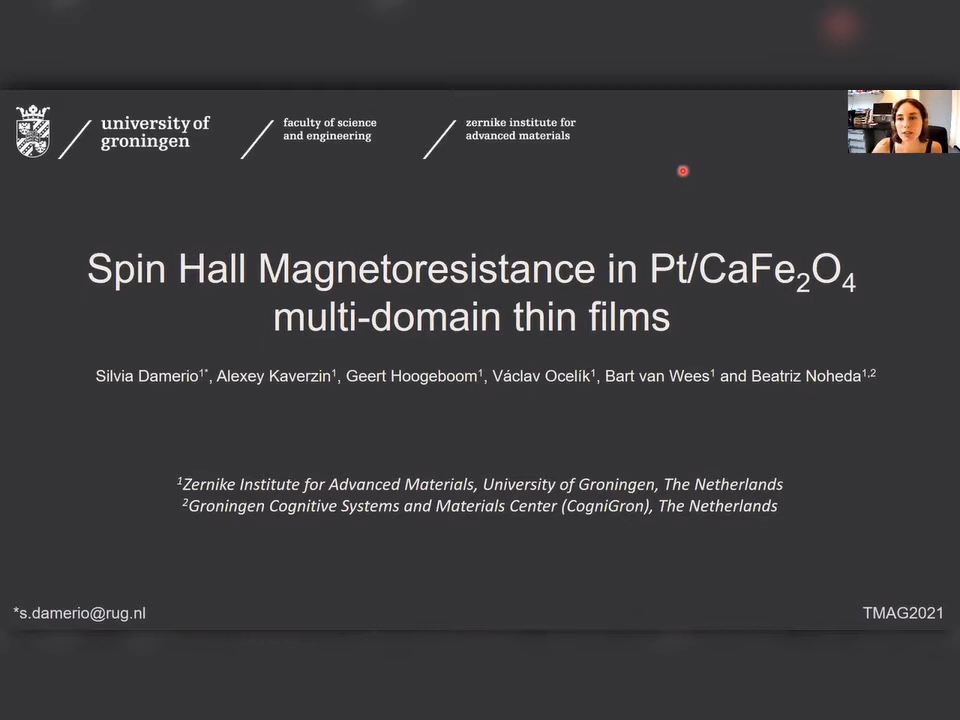 university of
groningen
faculty of science
and engineering
zernike institute for
advanced materials
Spin Hall Magnetoresistance in Pt/CaFe₂O₄
multi-domain thin films
Silvia Damerio¹*, Alexey Kaverzin¹, Geert Hoogeboom¹, Václav Ocelík¹, Bart van Wees¹ and Beatriz Noheda¹,²
¹Zernike Institute for Advanced Materials, University of Groningen, The Netherlands
²Groningen Cognitive Systems and Materials Center (CogniGron), The Netherlands
*s.damerio@rug.nl
TMAG2021